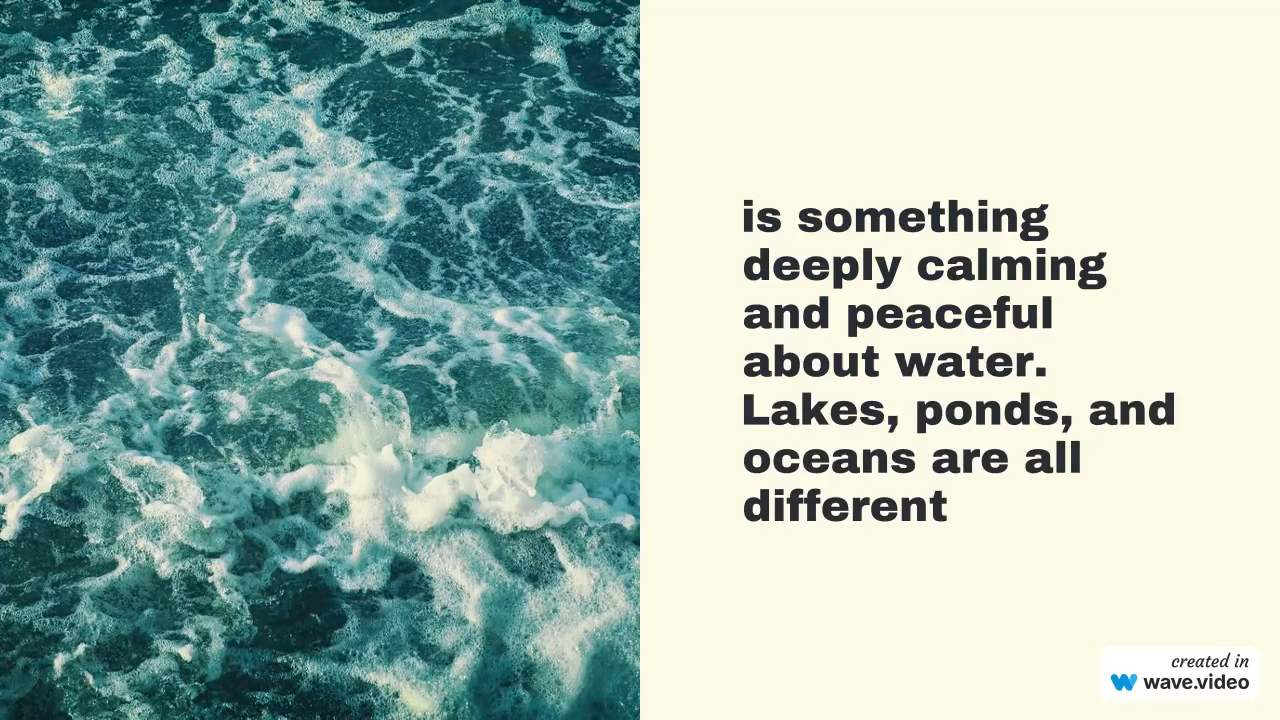 is something
deeply calming
and peaceful
about water.
Lakes, ponds, and
oceans are all
different
created in
wave.video